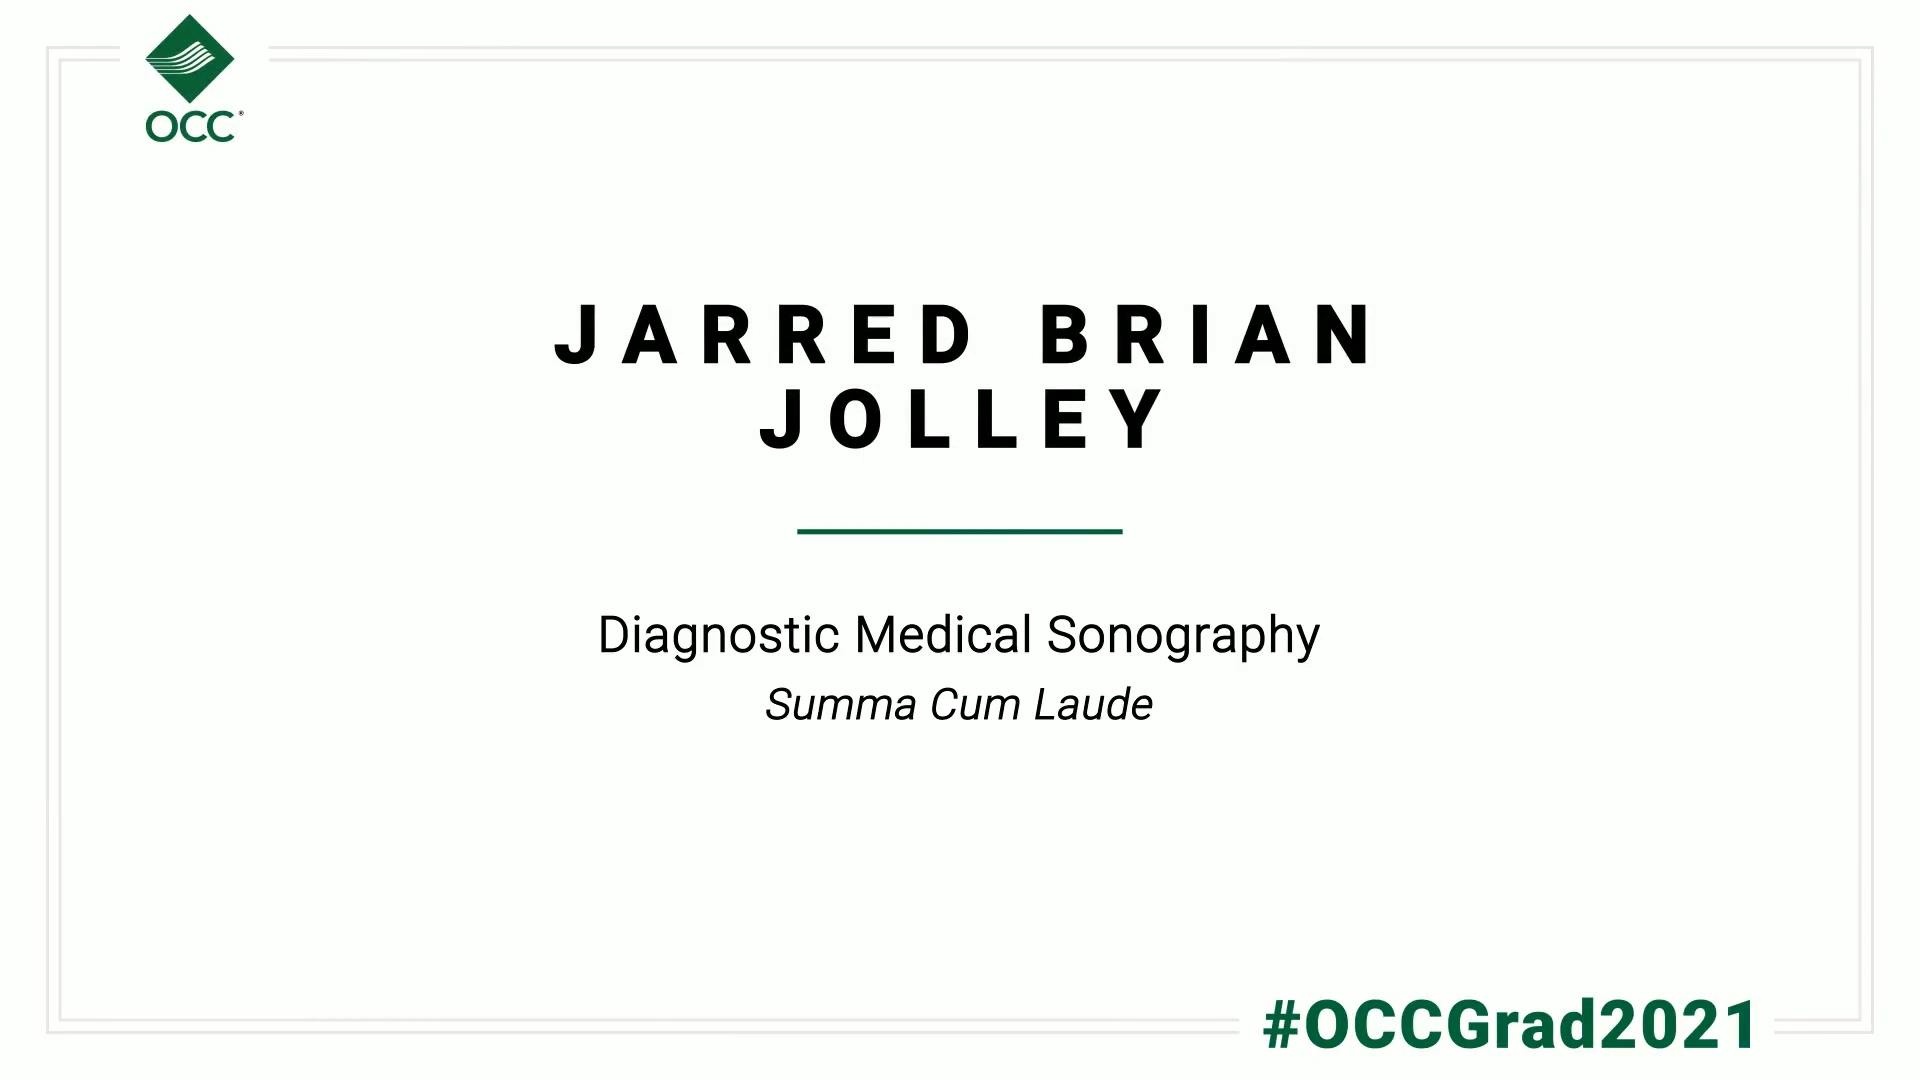 OCC®
JARRED BRIAN
JOLLEY
Diagnostic Medical Sonography
Summa Cum Laude
#OCCGrad2021